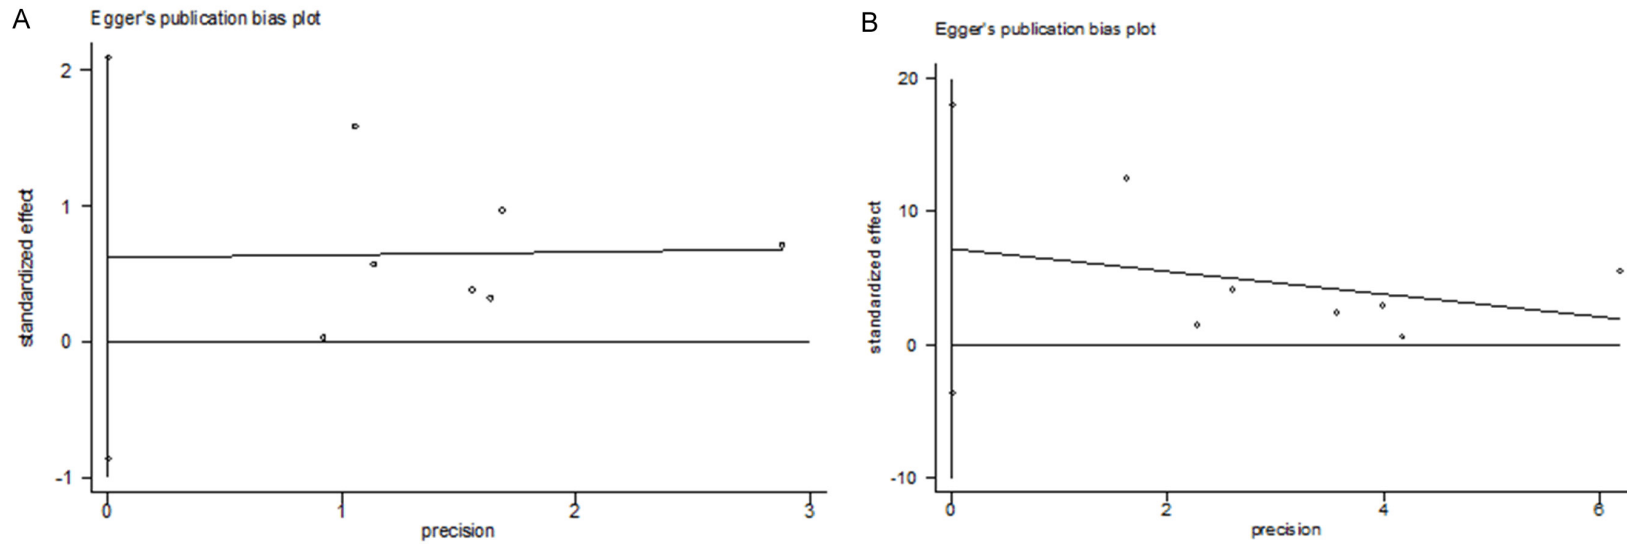 A
Egger's publication bias plot
2
1
0
-1
standardized effect
0
1
2
3
precision
B
Egger's publication bias plot
20
10
0
-10
standardized effect
0
2
4
6
precision